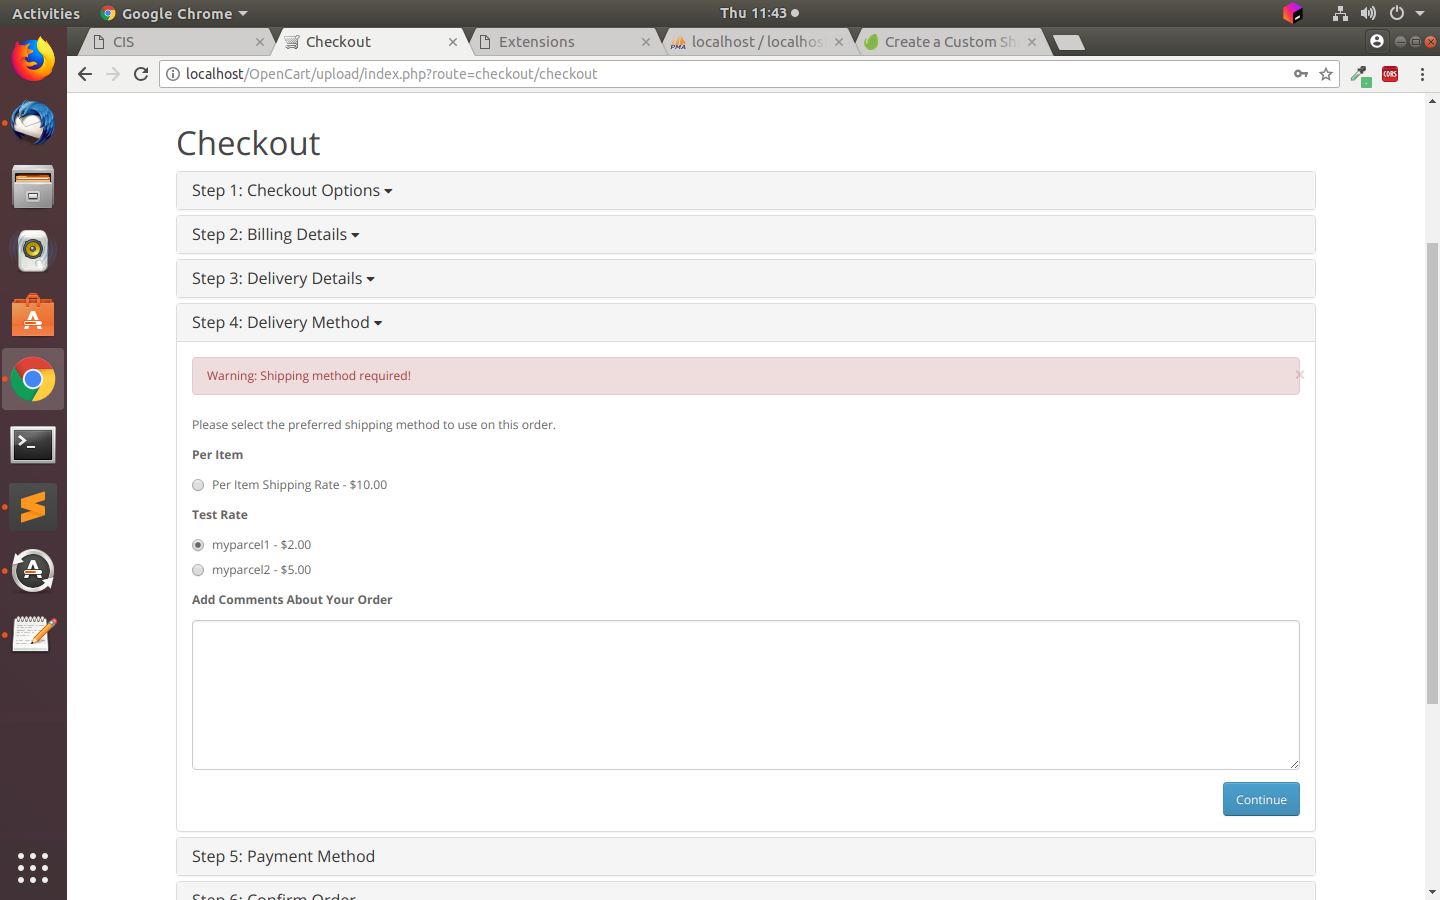 Activities Google Chrome Thu 11:43
CIS Checkout Extensions localhost / localhos Create a Custom Sh
localhost/OpenCart/upload/index.php?route=checkout/checkout
CORS
Checkout
Step 1: Checkout Options
Step 2: Billing Details
Step 3: Delivery Details
Step 4: Delivery Method
Warning: Shipping method required!
Please select the preferred shipping method to use on this order.
Per Item
Per Item Shipping Rate - $10.00
Test Rate
myparcel1 - $2.00
myparcel2 - $5.00
Add Comments About Your Order
Continue
Step 5: Payment Method
Step 6: Confirm Order